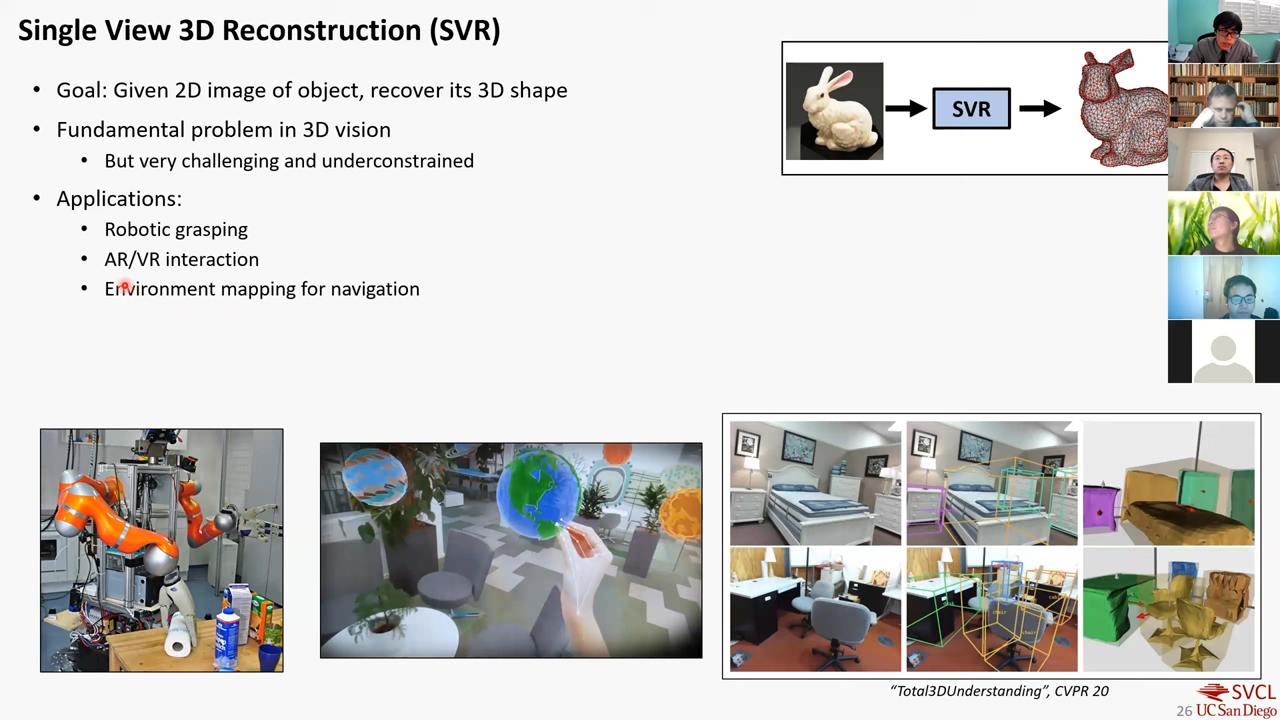 Single View 3D Reconstruction (SVR)
• Goal: Given 2D image of object, recover its 3D shape
• Fundamental problem in 3D vision
• But very challenging and underconstrained
• Applications:
• Robotic grasping
• AR/VR interaction
• Environment mapping for navigation
SVR
"Total3DUnderstanding", CVPR 20
SVCL
26 UC San Diego